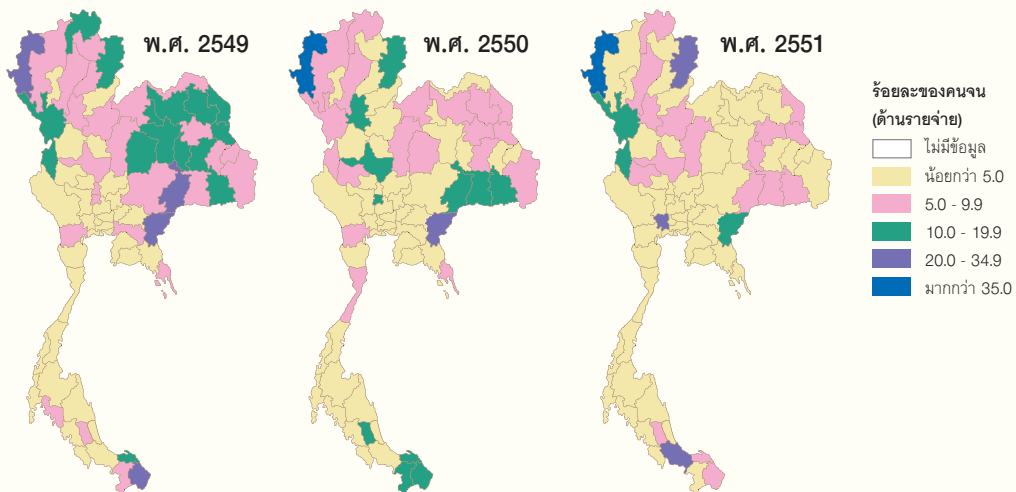 พ.ศ. 2549
พ.ศ. 2550
พ.ศ. 2551
ร้อยละของคนจน
(ด้านรายจ่าย)
ไม่มีข้อมูล
น้อยกว่า 5.0
5.0 - 9.9
10.0 - 19.9
20.0 - 34.9
มากกว่า 35.0